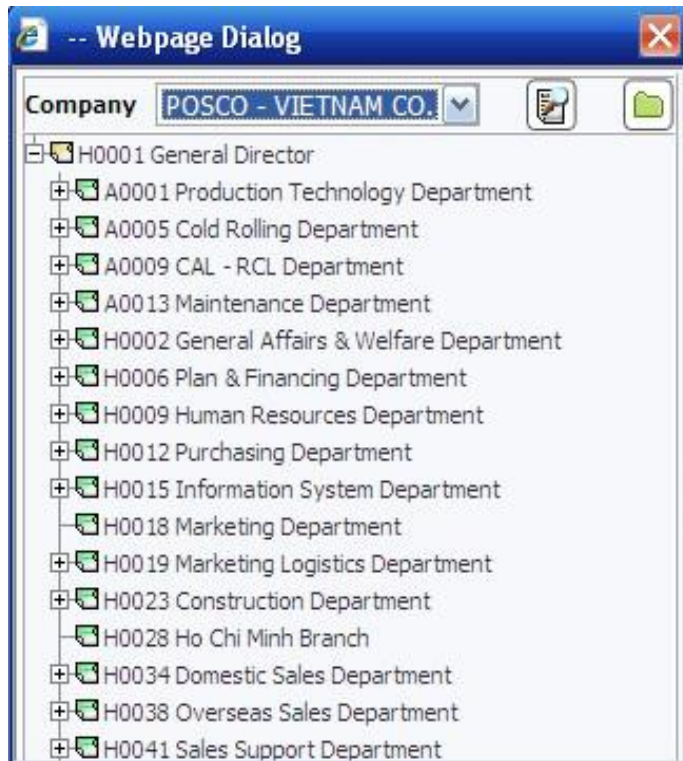 -- Webpage Dialog
Company POSCO - VIETNAM CO.
H0001 General Director
A0001 Production Technology Department
A0005 Cold Rolling Department
A0009 CAL - RCL Department
A0013 Maintenance Department
H0002 General Affairs & Welfare Department
H0006 Plan & Financing Department
H0009 Human Resources Department
H0012 Purchasing Department
H0015 Information System Department
H0018 Marketing Department
H0019 Marketing Logistics Department
H0023 Construction Department
H0028 Ho Chi Minh Branch
H0034 Domestic Sales Department
H0038 Overseas Sales Department
H0041 Sales Support Department